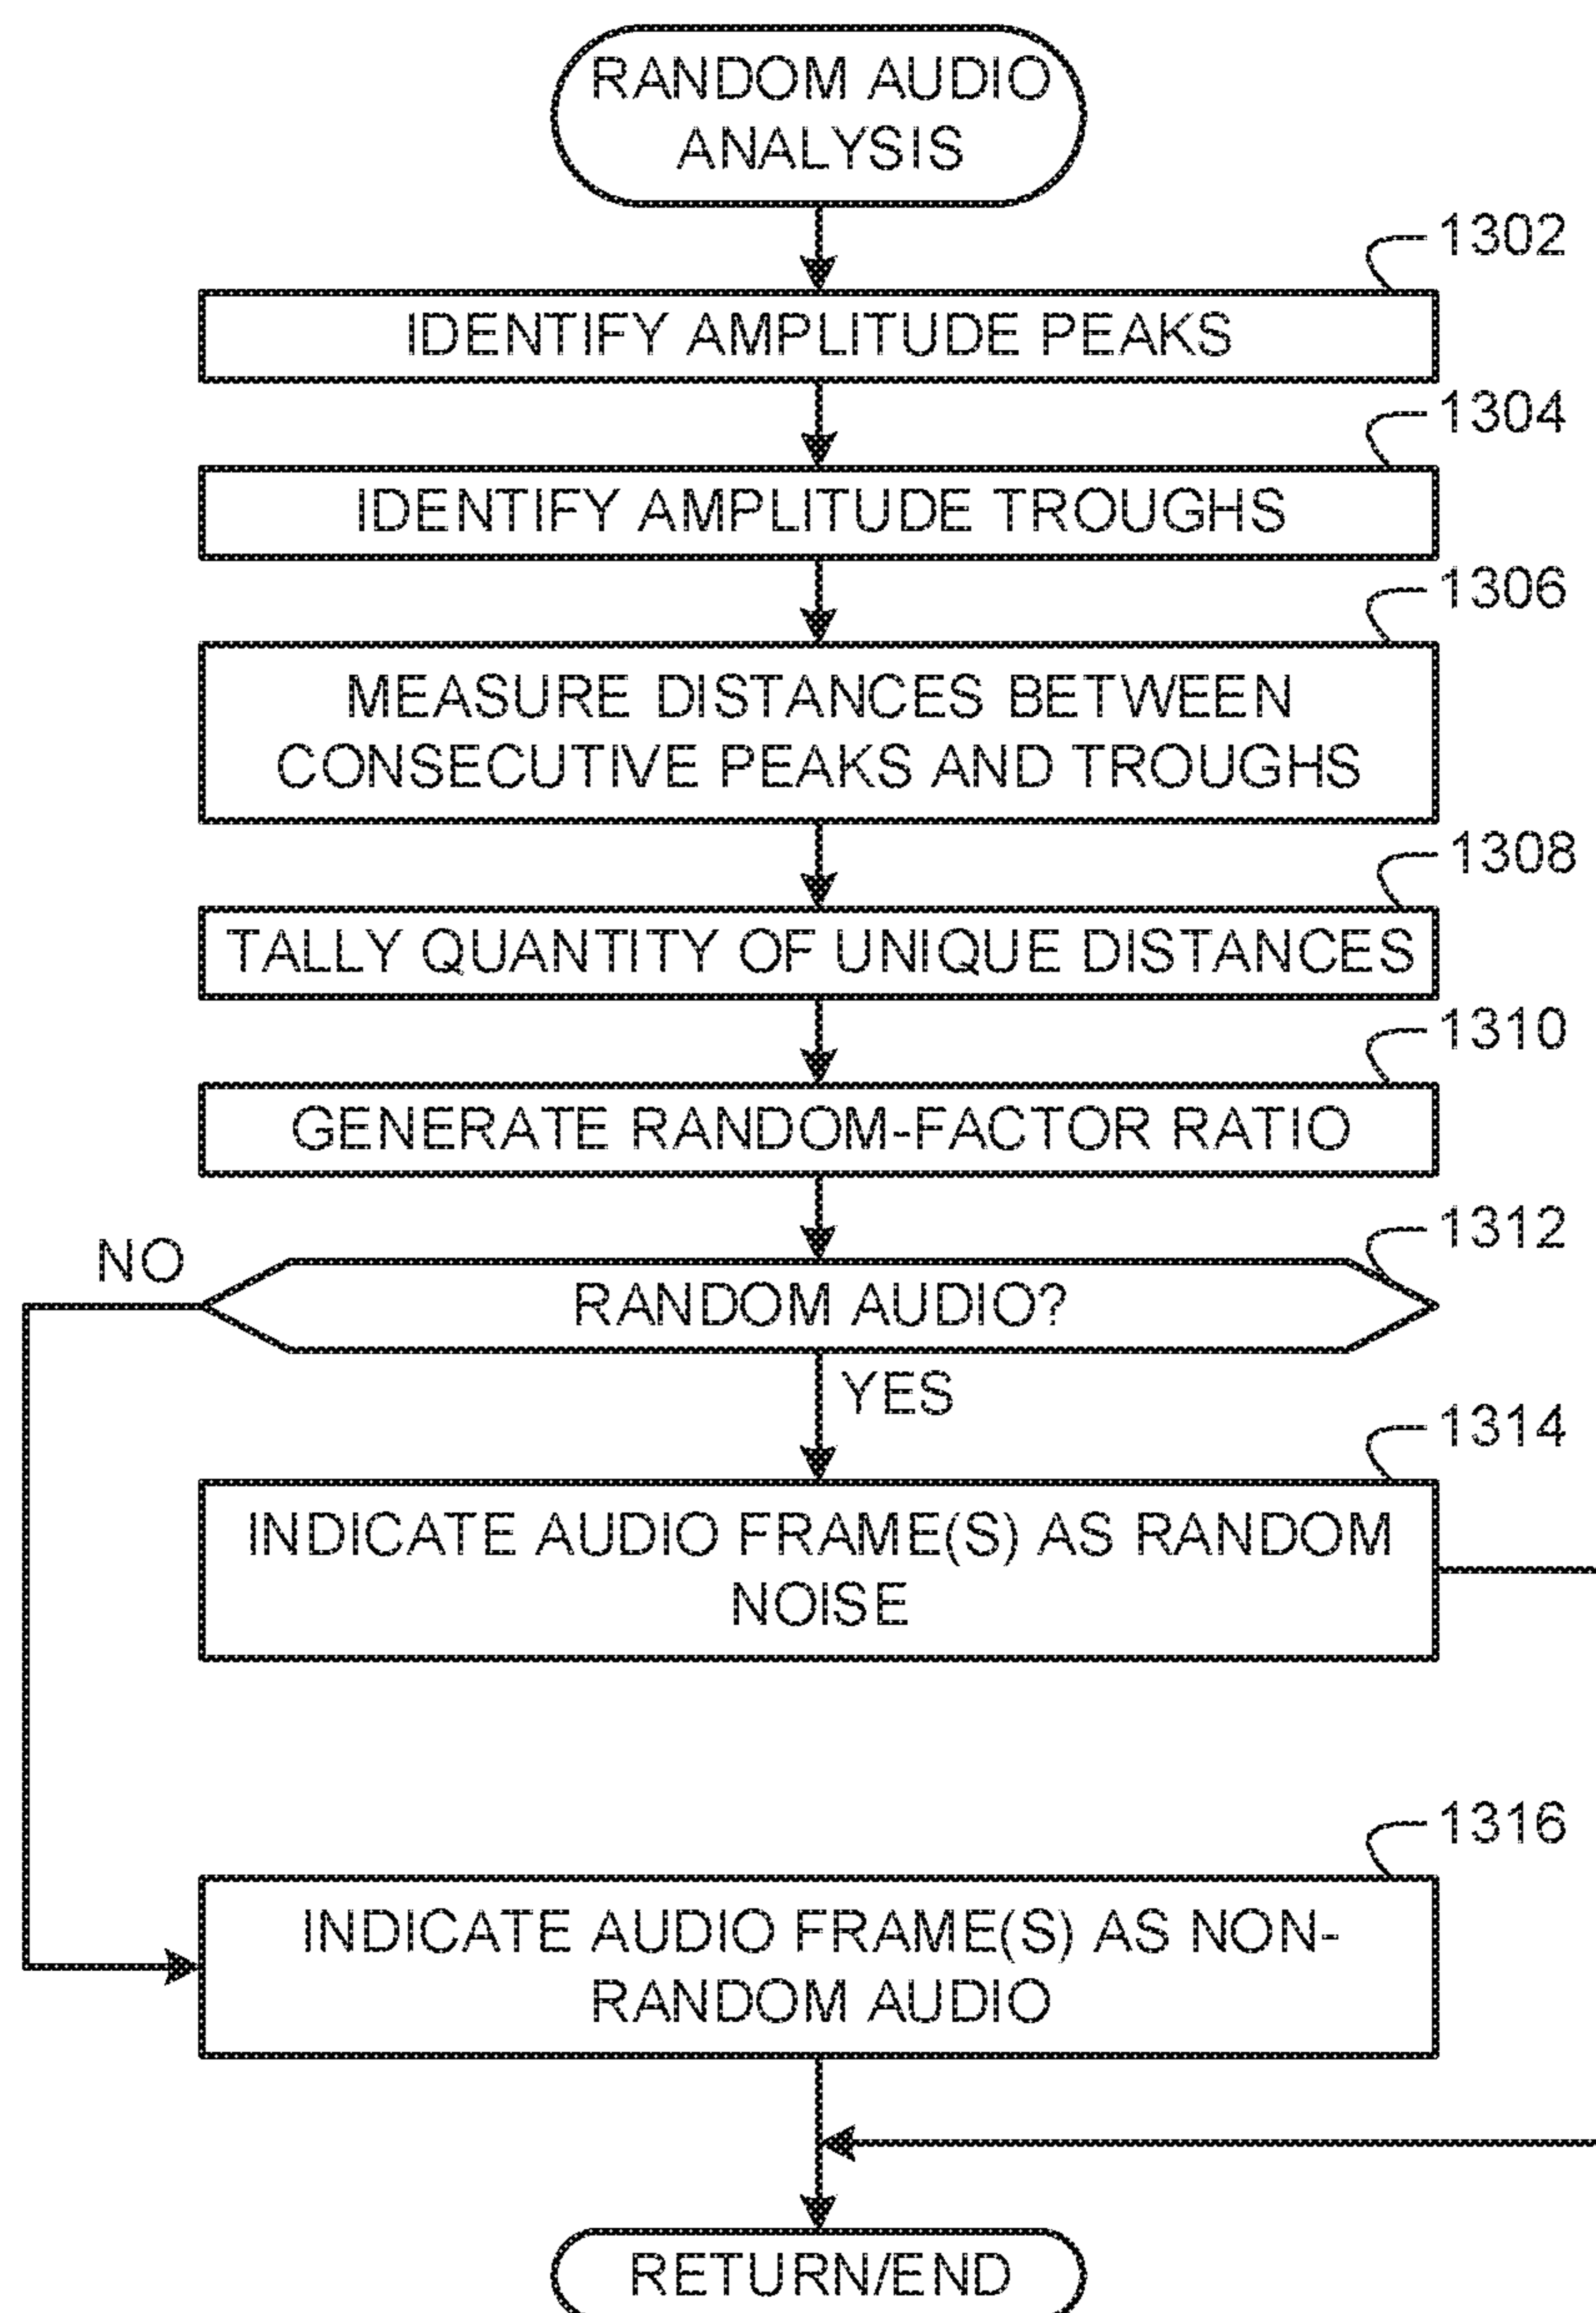 RANDOM AUDIO
ANALYSIS
1302
IDENTIFY AMPLITUDE PEAKS
1304
IDENTIFY AMPLITUDE TROUGHS
1306
MEASURE DISTANCES BETWEEN
CONSECUTIVE PEAKS AND TROUGHS
1308
TALLY QUANTITY OF UNIQUE DISTANCES
1310
GENERATE RANDOM-FACTOR RATIO
1312
NO
RANDOM AUDIO?
YES
1314
INDICATE AUDIO FRAME(S) AS RANDOM
NOISE
1316
INDICATE AUDIO FRAME(S) AS NON-
RANDOM AUDIO
RETURN/END